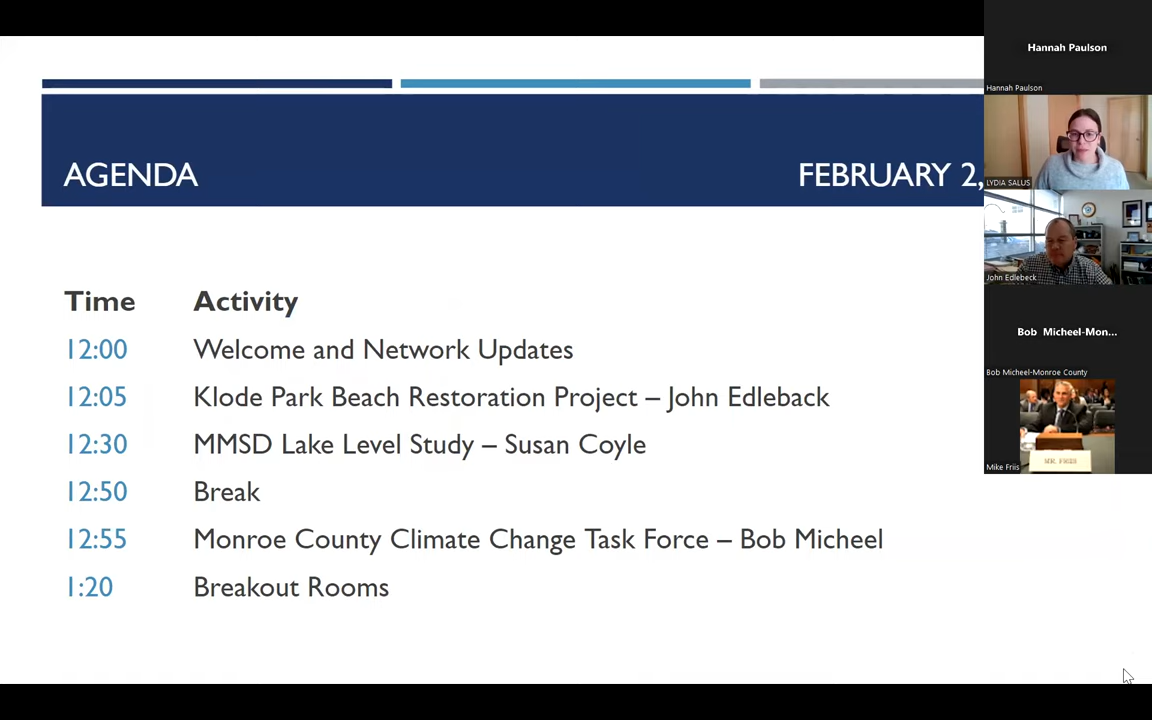 AGENDA
FEBRUARY 2,
Time Activity
12:00 Welcome and Network Updates
12:05 Klode Park Beach Restoration Project – John Edleback
12:30 MMSD Lake Level Study – Susan Coyle
12:50 Break
12:55 Monroe County Climate Change Task Force – Bob Micheel
1:20 Breakout Rooms
Hannah Paulson
Hannah Paulson
LYDIA SALUS
John Edlebeck
Bob Micheel-Mon...
Bob Micheel-Monroe County
MR. FRIIS
Mike Friis